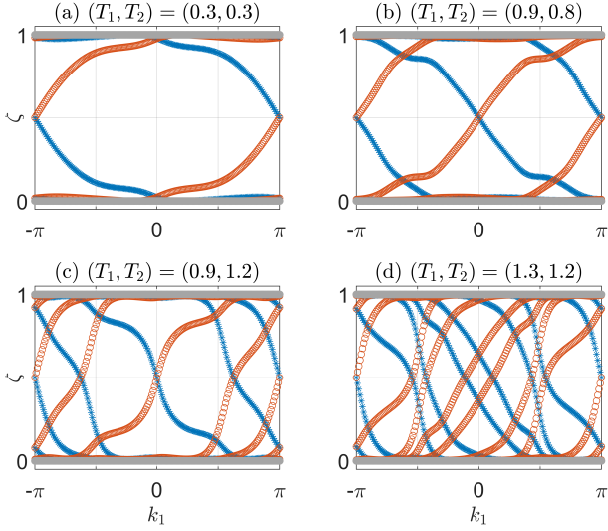 (a) (T₁, T₂) = (0.3, 0.3)
(b) (T₁, T₂) = (0.9, 0.8)
1
1
ζ
0
0
-π
0
π
-π
0
π
(c) (T₁, T₂) = (0.9, 1.2)
(d) (T₁, T₂) = (1.3, 1.2)
1
1
ζ
0
0
-π
0
π
-π
0
π
k₁
k₁